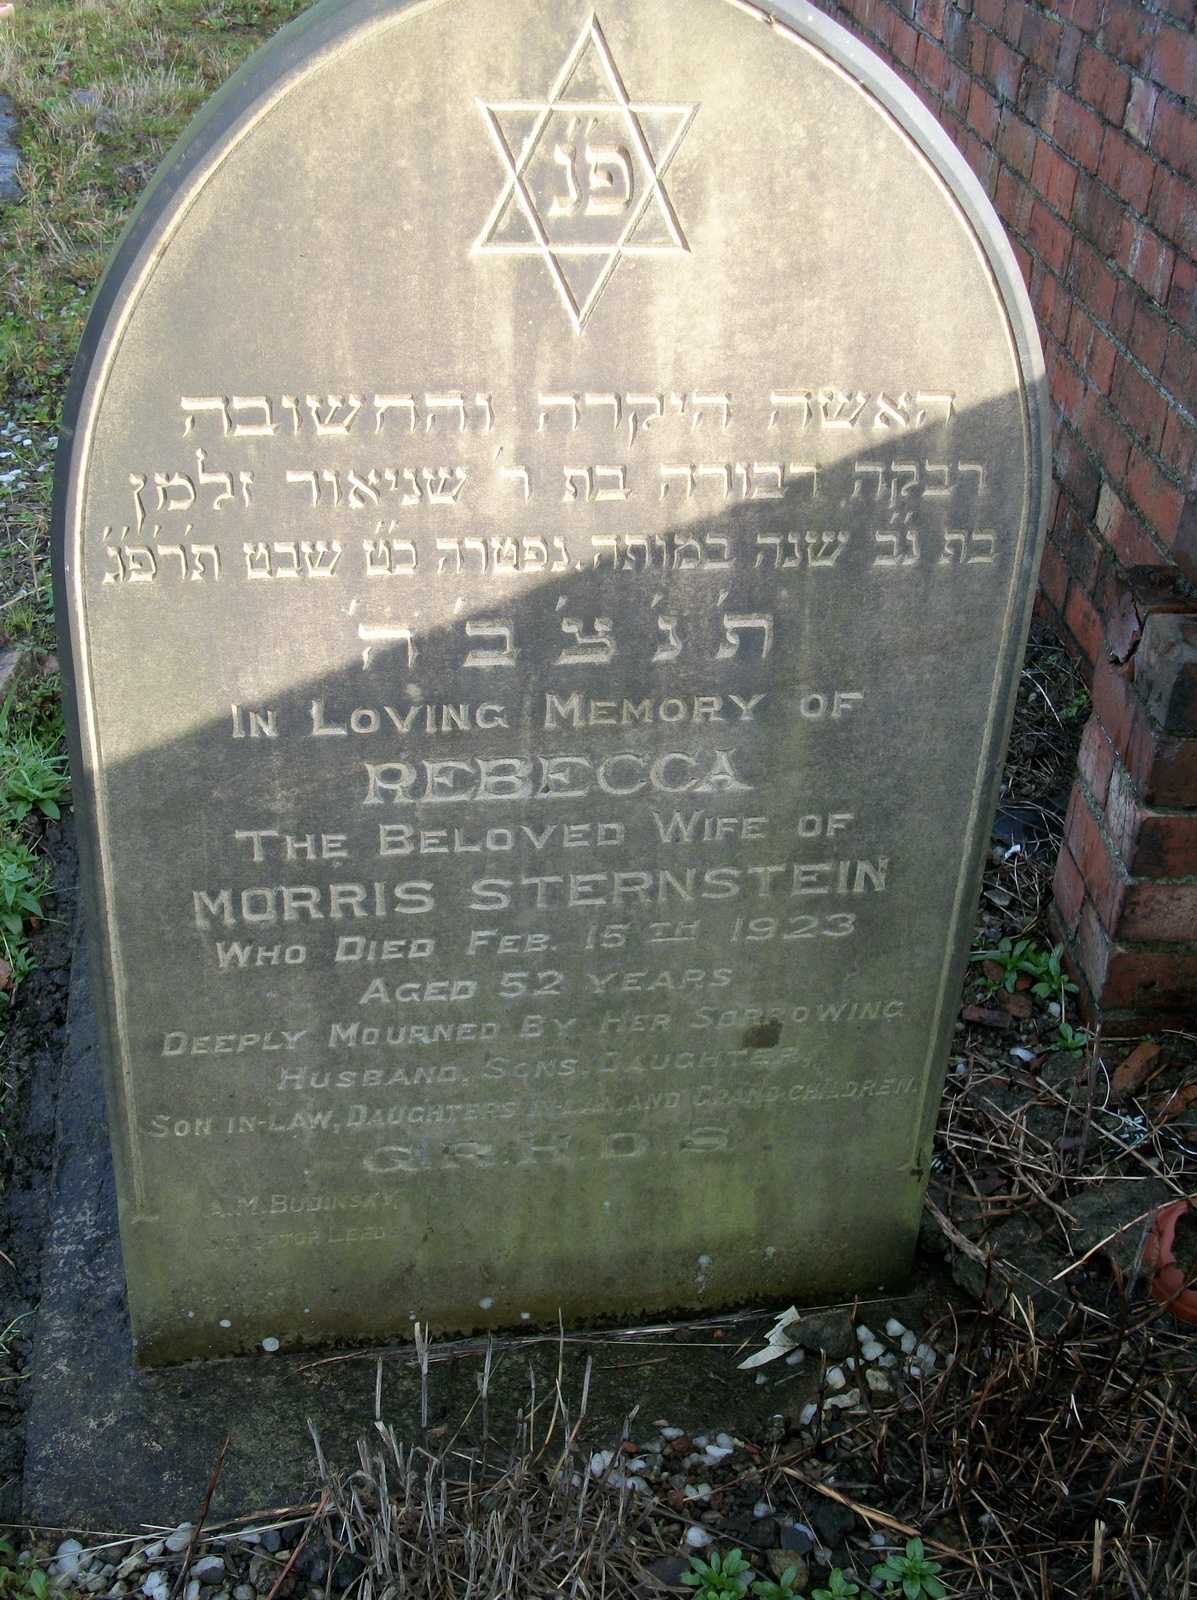 פ״נ
האשה היקרה והחשובה
רבקה דבורה בת ר׳ שניאור זלמן
בת נ״ב שנה במותה. נפטרה כ״ט שבט תרפ״ג
ת׳ נ׳ צ׳ ב׳ ה׳
IN LOVING MEMORY OF
REBECCA
THE BELOVED WIFE OF
MORRIS STERNSTEIN
WHO DIED FEB. 15TH 1923
AGED 52 YEARS
DEEPLY MOURNED BY HER SORROWING
HUSBAND, SONS, DAUGHTER,
SON IN-LAW, DAUGHTERS IN-LAW, AND GRAND-CHILDREN.
G.R.H.D.S.
A.M. BUDINSKY.
LEEDS